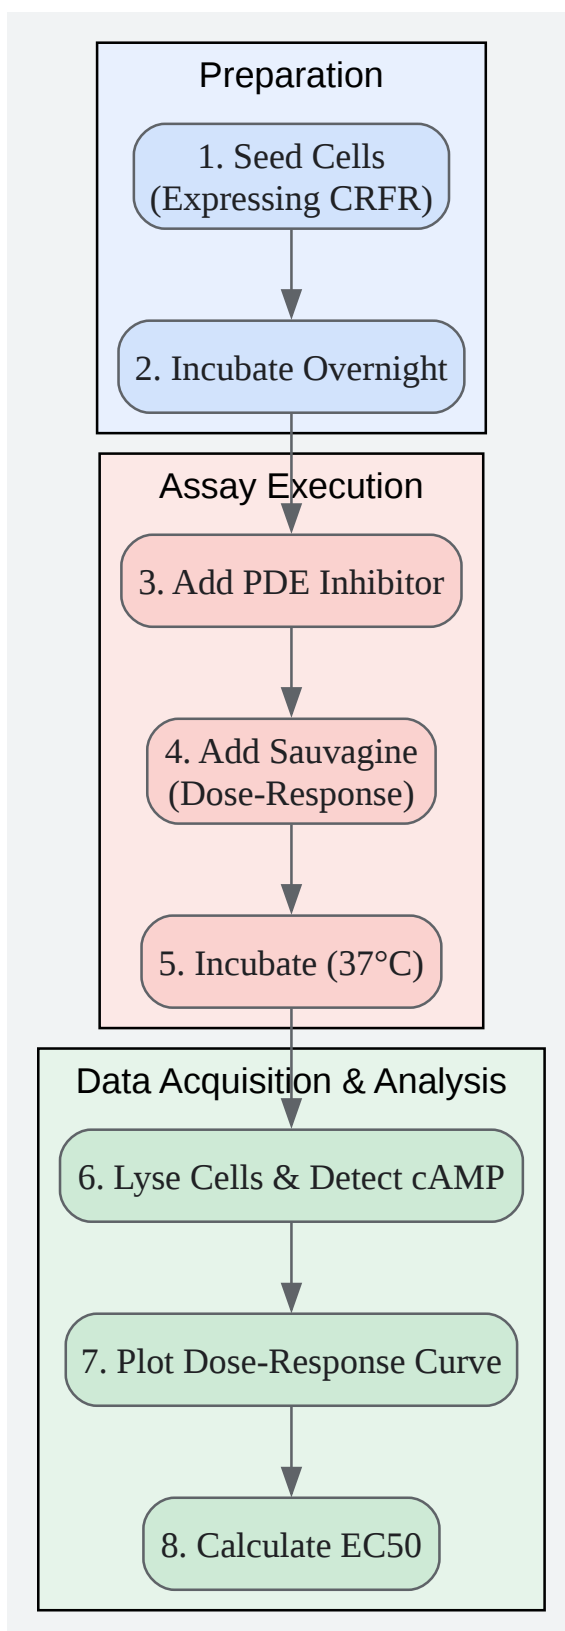 Preparation
1. Seed Cells
(Expressing CRFR)
2. Incubate Overnight
Assay Execution
3. Add PDE Inhibitor
4. Add Sauvagine
(Dose-Response)
5. Incubate (37°C)
Data Acquisition & Analysis
6. Lyse Cells & Detect cAMP
7. Plot Dose-Response Curve
8. Calculate EC50